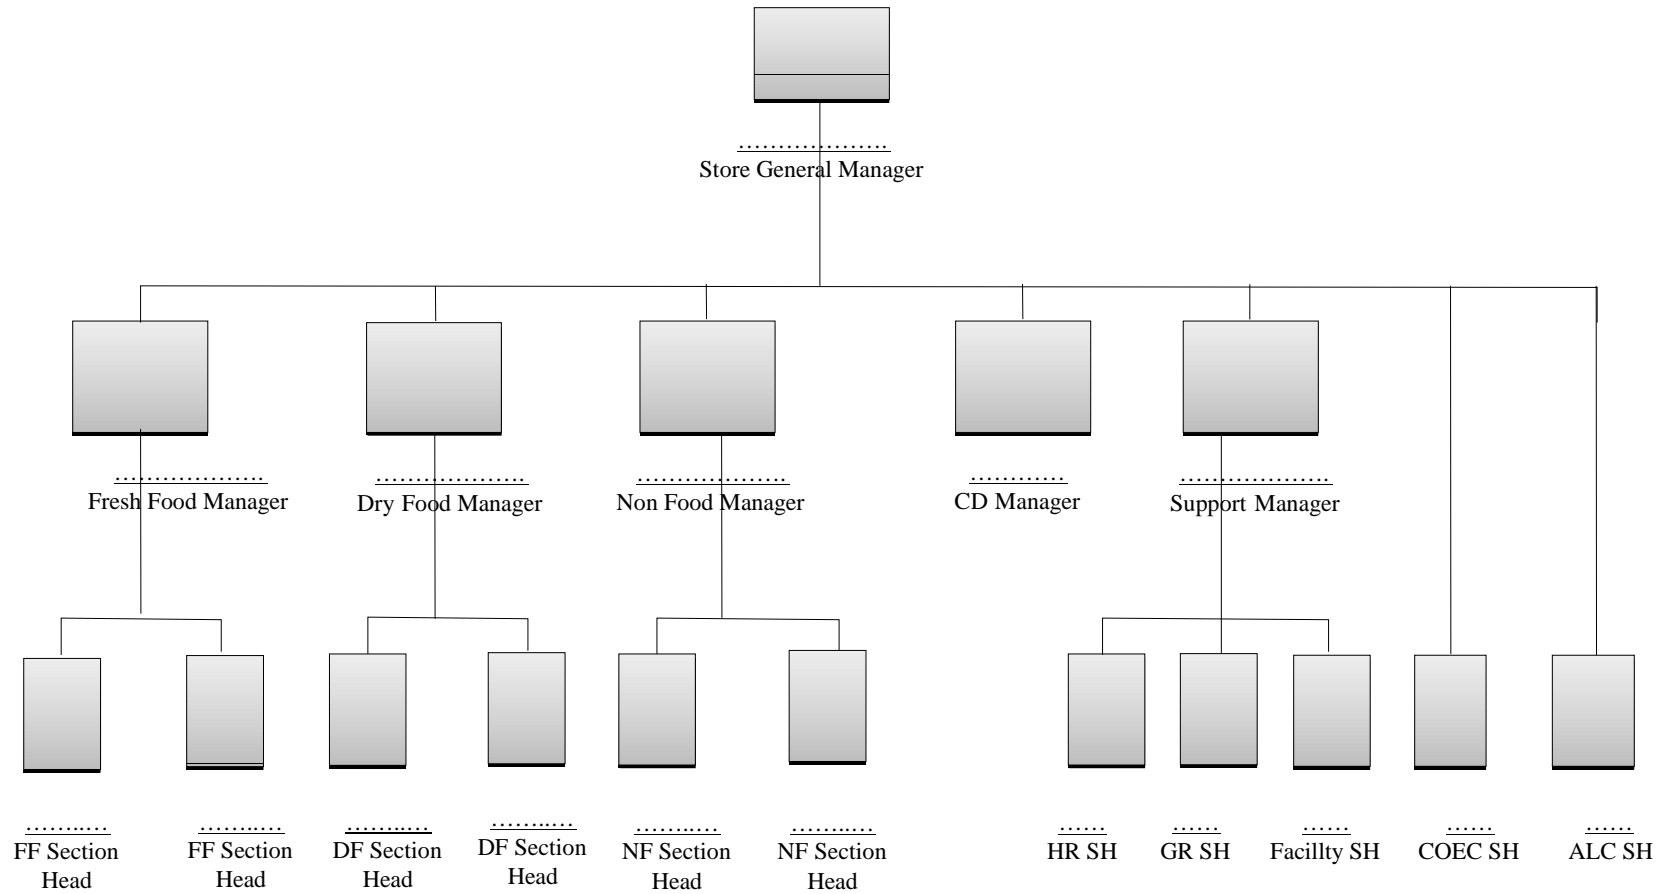 ……………….
Store General Manager
……………….
Fresh Food Manager
……………….
Dry Food Manager
……………….
Non Food Manager
…………
CD Manager
……………….
Support Manager
……..…
FF Section
Head
……..…
FF Section
Head
……..…
DF Section
Head
……..…
DF Section
Head
……..…
NF Section
Head
……..…
NF Section
Head
……
HR SH
……
GR SH
……
Facillty SH
……
COEC SH
……
ALC SH